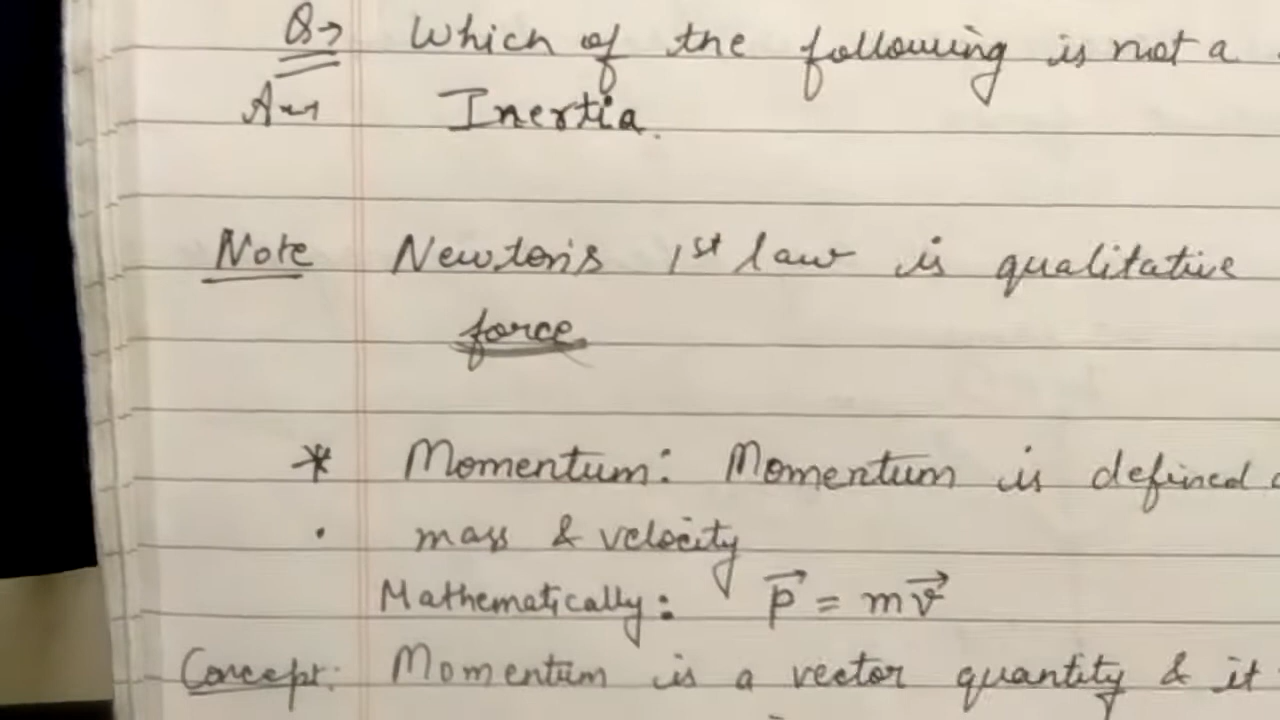 Q→ Which of the following is not a
Ans Inertia.
Note Newton's 1st law is qualitative
force
* Momentum: Momentum is defined
. mass & velocity
Mathematically: p⃗ = mv⃗
Concept: Momentum is a vector quantity & it